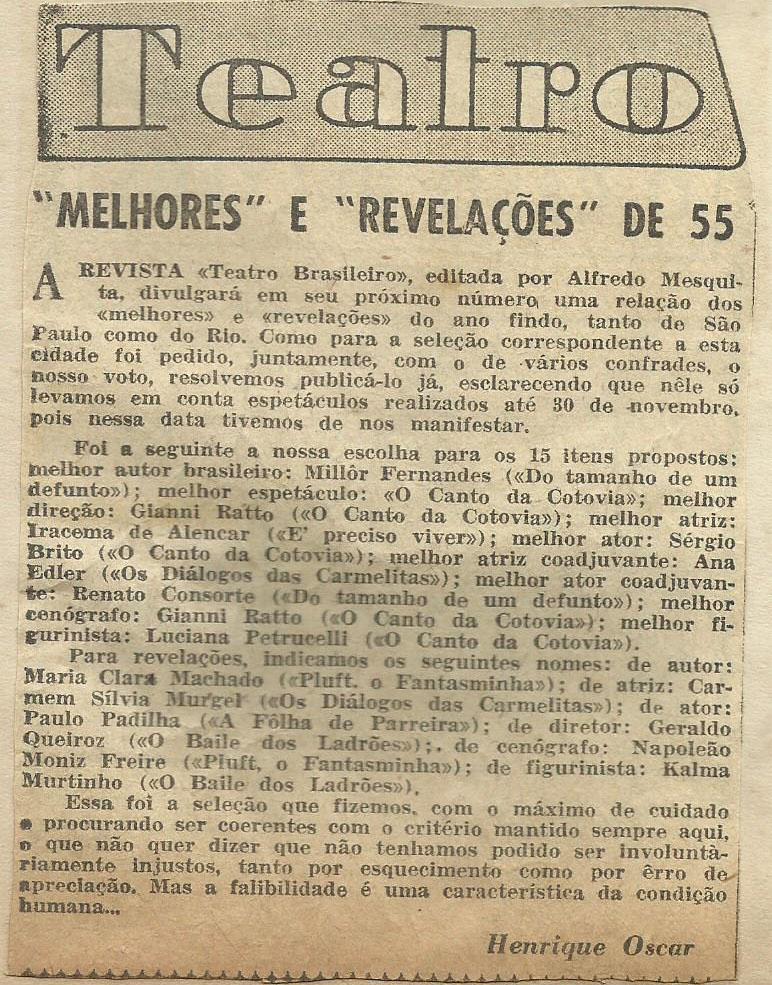 Teatro
"MELHORES" E "REVELAÇÕES" DE 55
A REVISTA «Teatro Brasileiro», editada por Alfredo Mesqui-
ta, divulgará em seu próximo número, uma relação dos
«melhores» e «revelações» do ano findo, tanto de São
Paulo como do Rio. Como para a seleção correspondente a esta
cidade foi pedido, juntamente, com o de vários confrades, o
nosso voto, resolvemos publicá-lo já, esclarecendo que nêle só
levamos em conta espetáculos realizados até 30 de novembro,
pois nessa data tivemos de nos manifestar.
Foi a seguinte a nossa escolha para os 15 itens propostos:
melhor autor brasileiro: Millôr Fernandes («Do tamanho de um
defunto»); melhor espetáculo: «O Canto da Cotovia»; melhor
direção: Gianni Ratto («O Canto da Cotovia»); melhor atriz:
Iracema de Alencar («E' preciso viver»); melhor ator: Sérgio
Brito («O Canto da Cotovia»); melhor atriz coadjuvante: Ana
Edler («Os Diálogos das Carmelitas»); melhor ator coadjuvan-
te: Renato Consorte («Do tamanho de um defunto»); melhor
cenógrafo: Gianni Ratto («O Canto da Cotovia»); melhor fi-
gurinista: Luciana Petrucelli («O Canto da Cotovia»).
Para revelações, indicamos os seguintes nomes: de autor:
Maria Clara Machado («Pluft, o Fantasminha»); de atriz: Car-
mem Sílvia Murgel («Os Diálogos das Carmelitas»); de ator:
Paulo Padilha («A Fôlha de Parreira»); de diretor: Geraldo
Queiroz («O Baile dos Ladrões»);. de cenógrafo: Napoleão
Moniz Freire («Pluft, o Fantasminha»); de figurinista: Kalma
Murtinho («O Baile dos Ladrões»).
Essa foi a seleção que fizemos, com o máximo de cuidado
e procurando ser coerentes com o critério mantido sempre aqui,
o que não quer dizer que não tenhamos podido ser involuntà-
riamente injustos, tanto por esquecimento como por êrro de
apreciação. Mas a falibilidade é uma característica da condição
humana...
Henrique Oscar